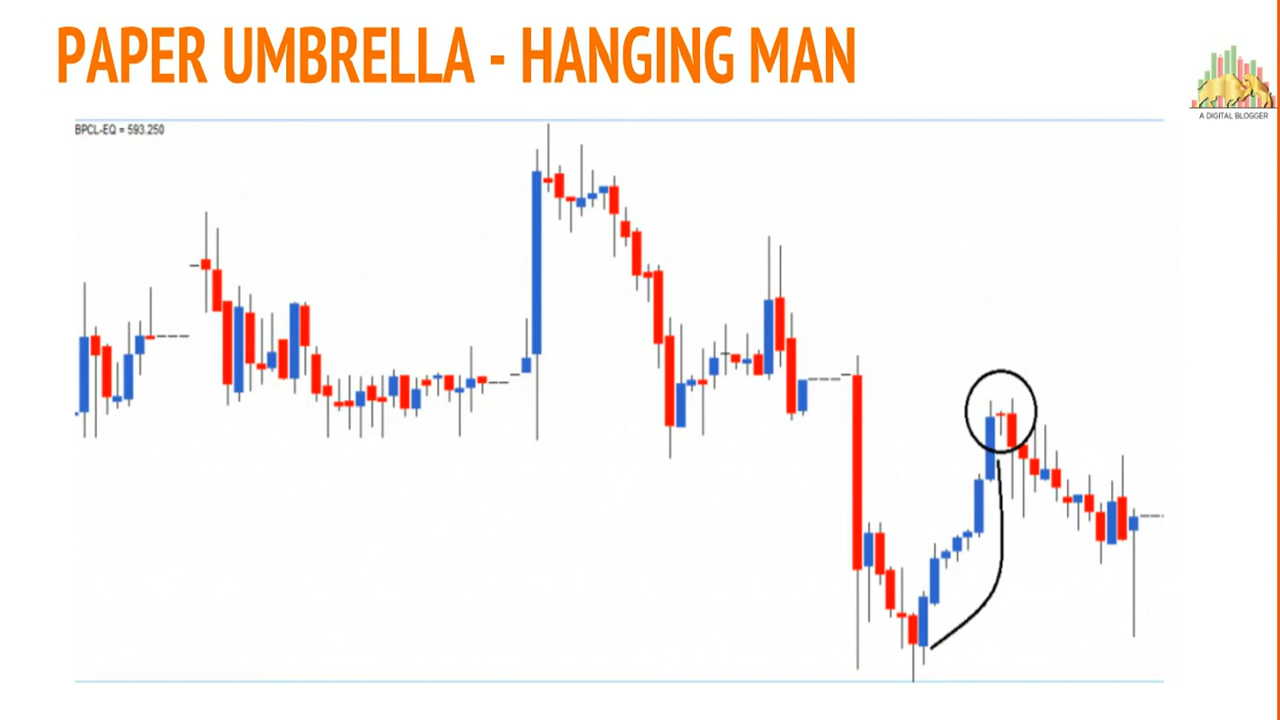 PAPER UMBRELLA - HANGING MAN
A DIGITAL BLOGGER
BPCL-EQ = 593.250